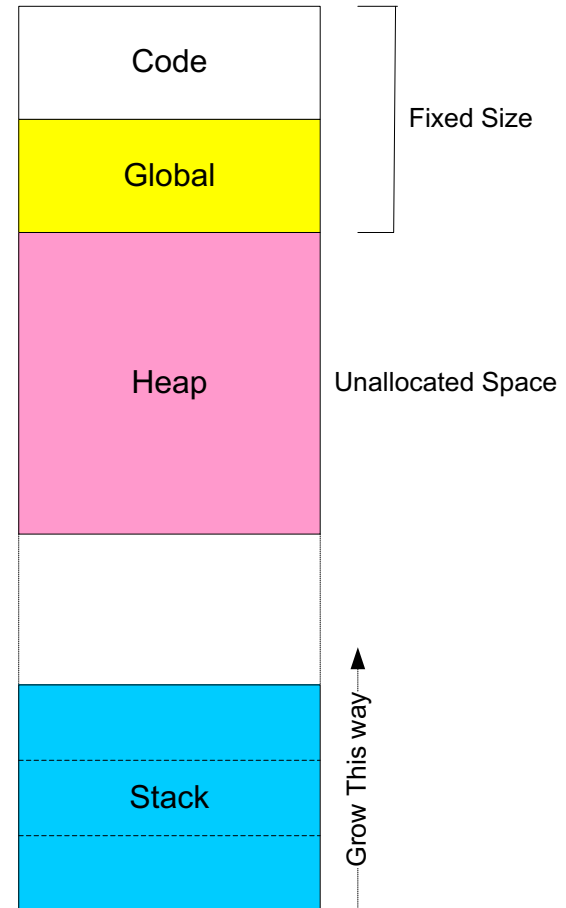 Code
Fixed Size
Global
Heap
Unallocated Space
Stack
Grow This way